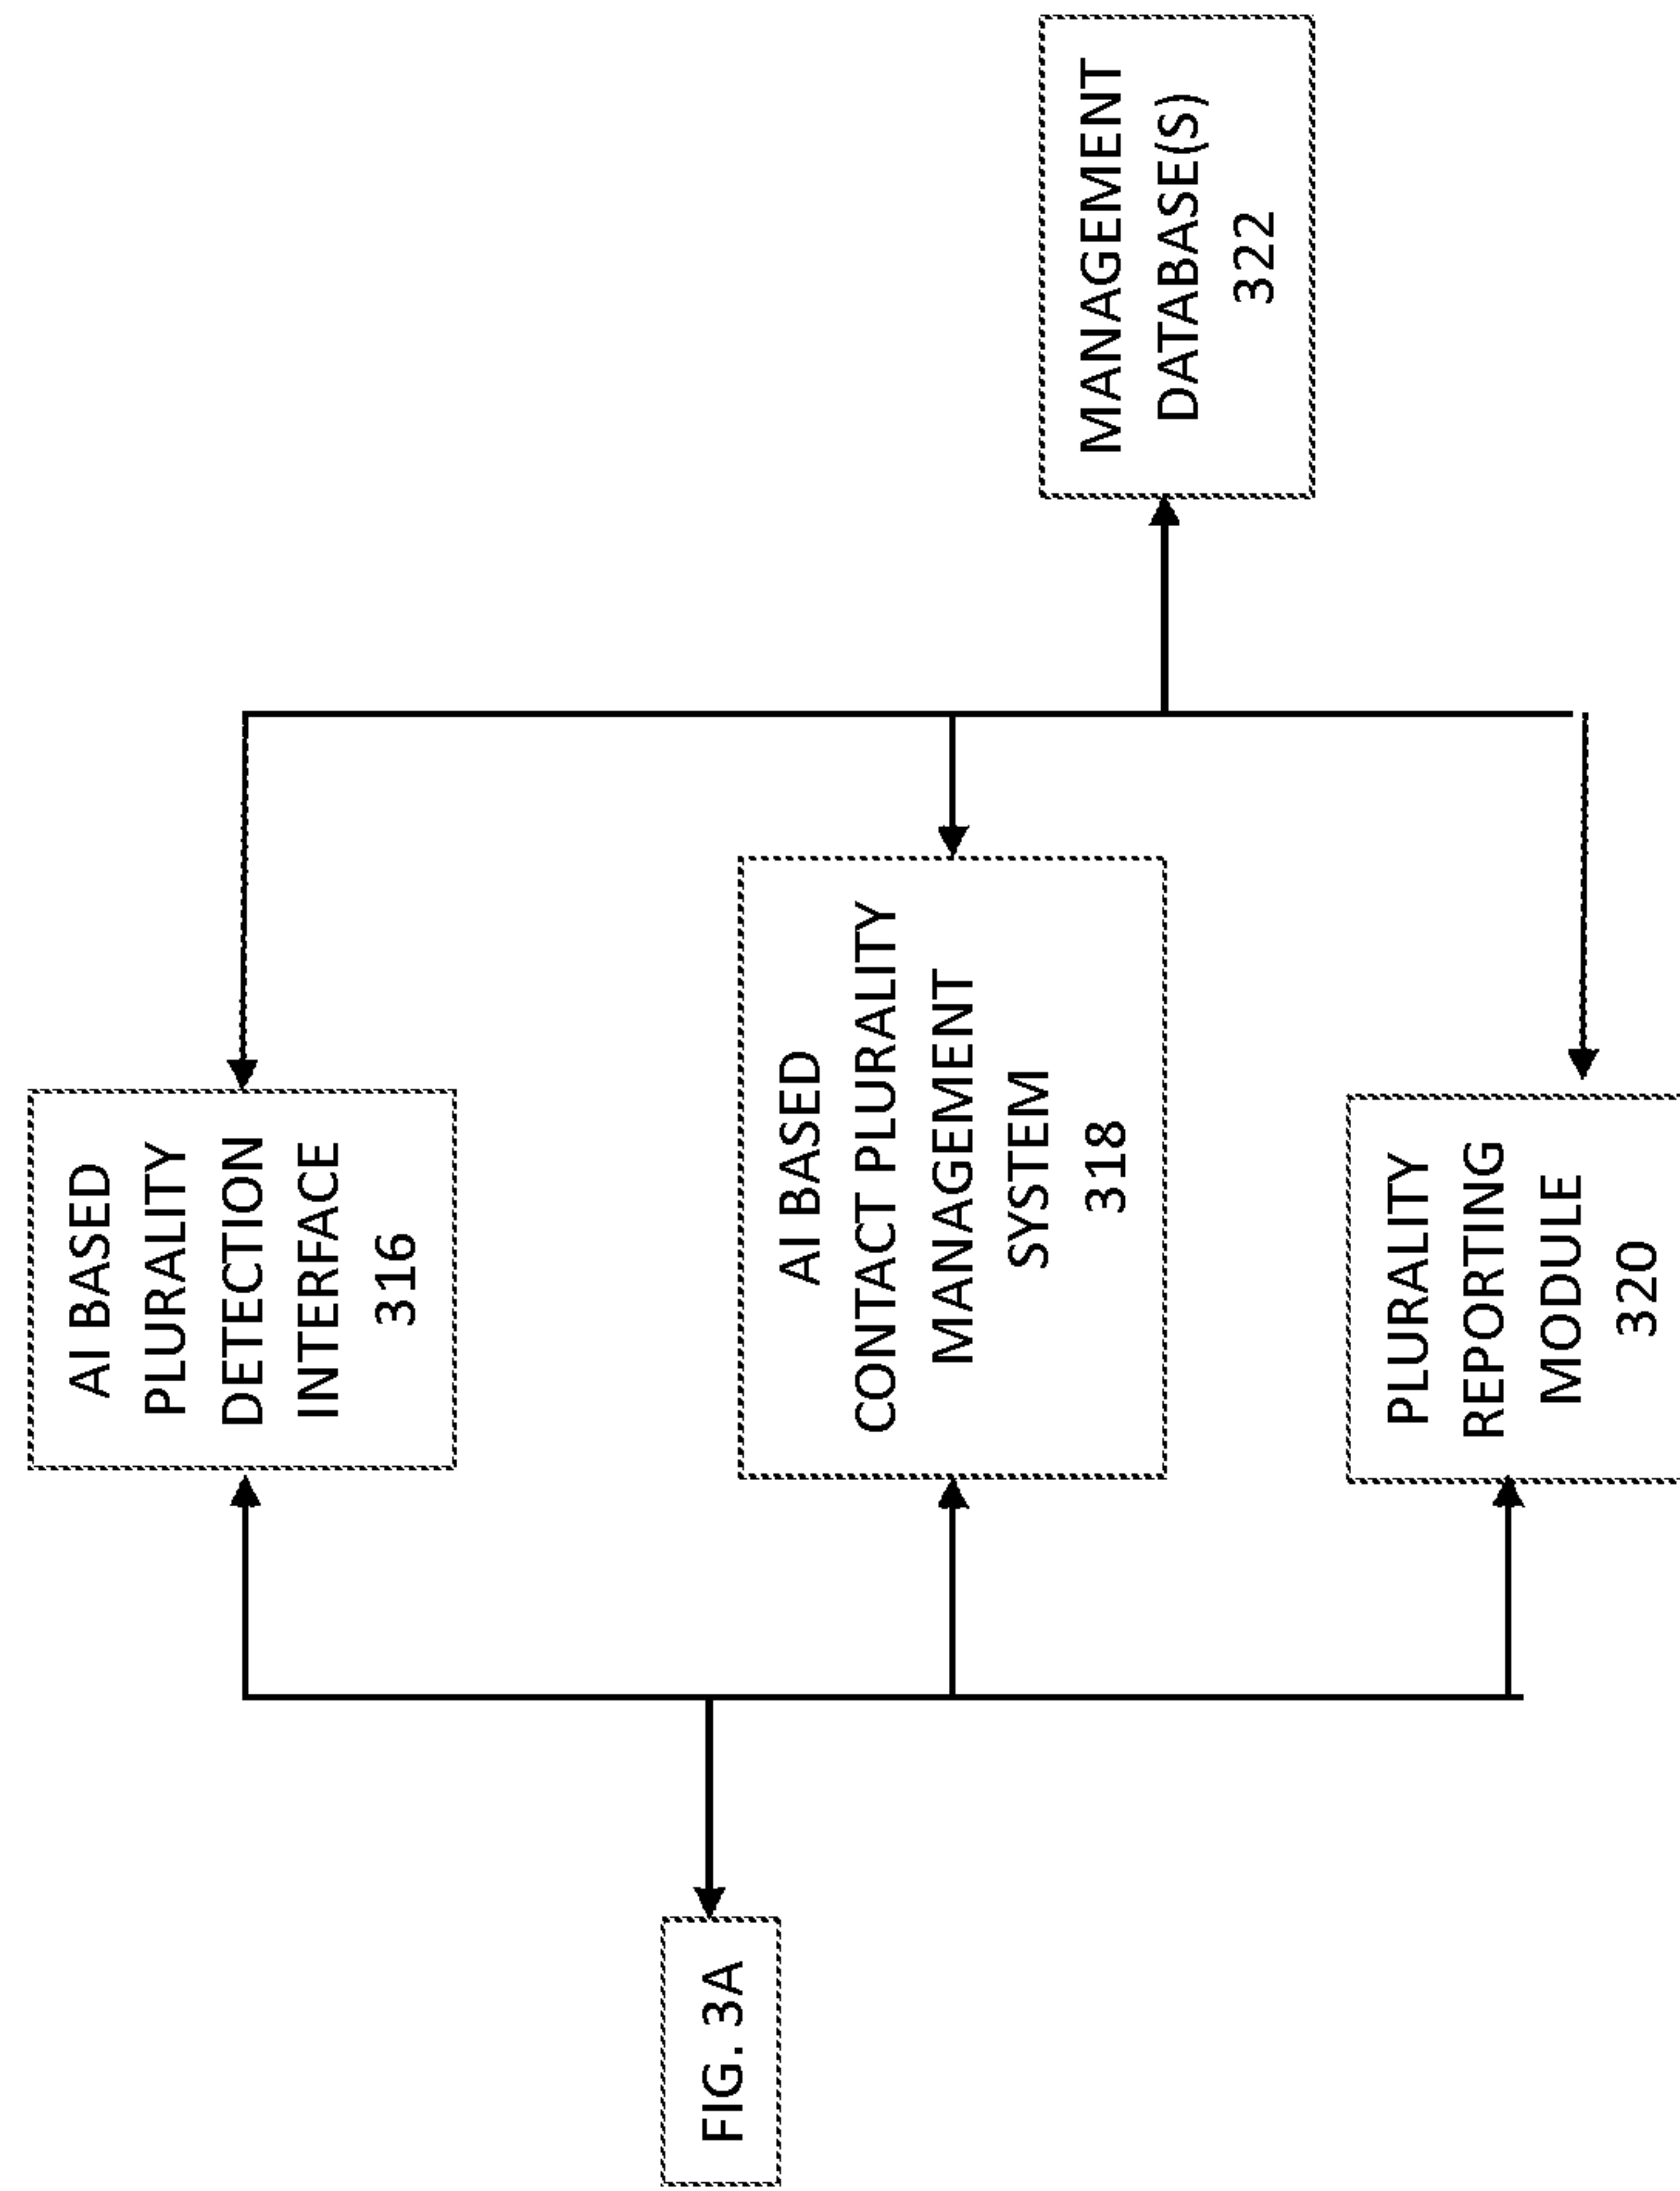 FIG. 3A
AI BASED
PLURALITY
DETECTION
INTERFACE
316
AI BASED
CONTACT PLURALITY
MANAGEMENT
SYSTEM
318
PLURALITY
REPORTING
MODULE
320
MANAGEMENT
DATABASE(S)
322